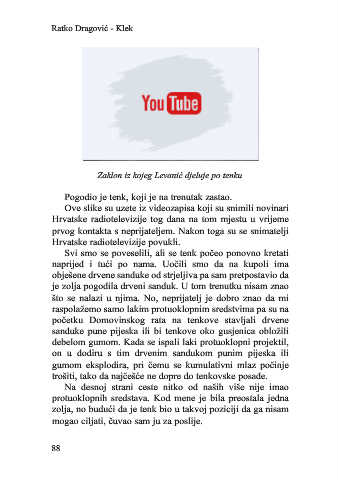 Ratko Dragović - Klek
YouTube
Zaklon iz kojeg Levanić djeluje po tenku
Pogodio je tenk, koji je na trenutak zastao.
Ove slike su uzete iz videozapisa koji su snimili novinari
Hrvatske radiotelevizije tog dana na tom mjestu u vrijeme
prvog kontakta s neprijateljem. Nakon toga su se snimatelji
Hrvatske radiotelevizije povukli.
Svi smo se poveselili, ali se tenk počeo ponovno kretati
naprijed i tući po nama. Uočili smo da na kupoli ima
obješene drvene sanduke od strjeljiva pa sam pretpostavio da
je zolja pogodila drveni sanduk. U tom trenutku nisam znao
što se nalazi u njima. No, neprijatelj je dobro znao da mi
raspolažemo samo lakim protuoklopnim sredstvima pa su na
početku Domovinskog rata na tenkove stavljali drvene
sanduke pune pijeska ili bi tenkove oko gusjenica obložili
debelom gumom. Kada se ispali laki protuoklopni projektil,
on u dodiru s tim drvenim sandukom punim pijeska ili
gumom eksplodira, pri čemu se kumulativni mlaz počinje
trošiti, tako da najčešće ne dopre do tenkovske posade.
Na desnoj strani ceste nitko od naših više nije imao
protuoklopnih sredstava. Kod mene je bila preostala jedna
zolja, no budući da je tenk bio u takvoj poziciji da ga nisam
mogao ciljati, čuvao sam ju za poslije.
88